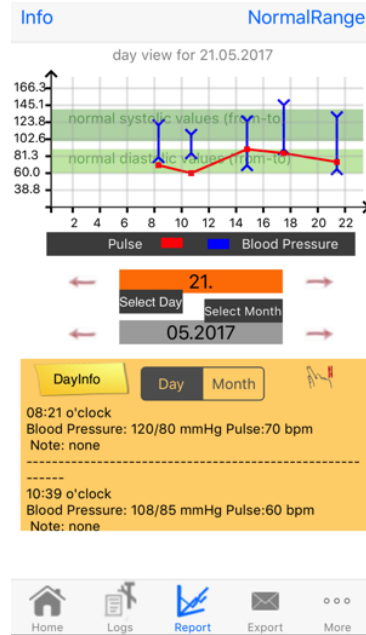 Info
NormalRange
day view for 21.05.2017
166.3
145.1
123.8
normal systolic values (from-to)
102.6
81.3
normal diastolic values (from-to)
60.0
38.8
2 4 6 8 10 12 14 16 18 20 22
Pulse
Blood Pressure
21.
Select Day
Select Month
05.2017
DayInfo
Day
Month
08:21 o'clock
Blood Pressure: 120/80 mmHg Pulse:70 bpm
Note: none
------------------------------------------------------
------
10:39 o'clock
Blood Pressure: 108/85 mmHg Pulse:60 bpm
Note: none
Home
Logs
Report
Export
More